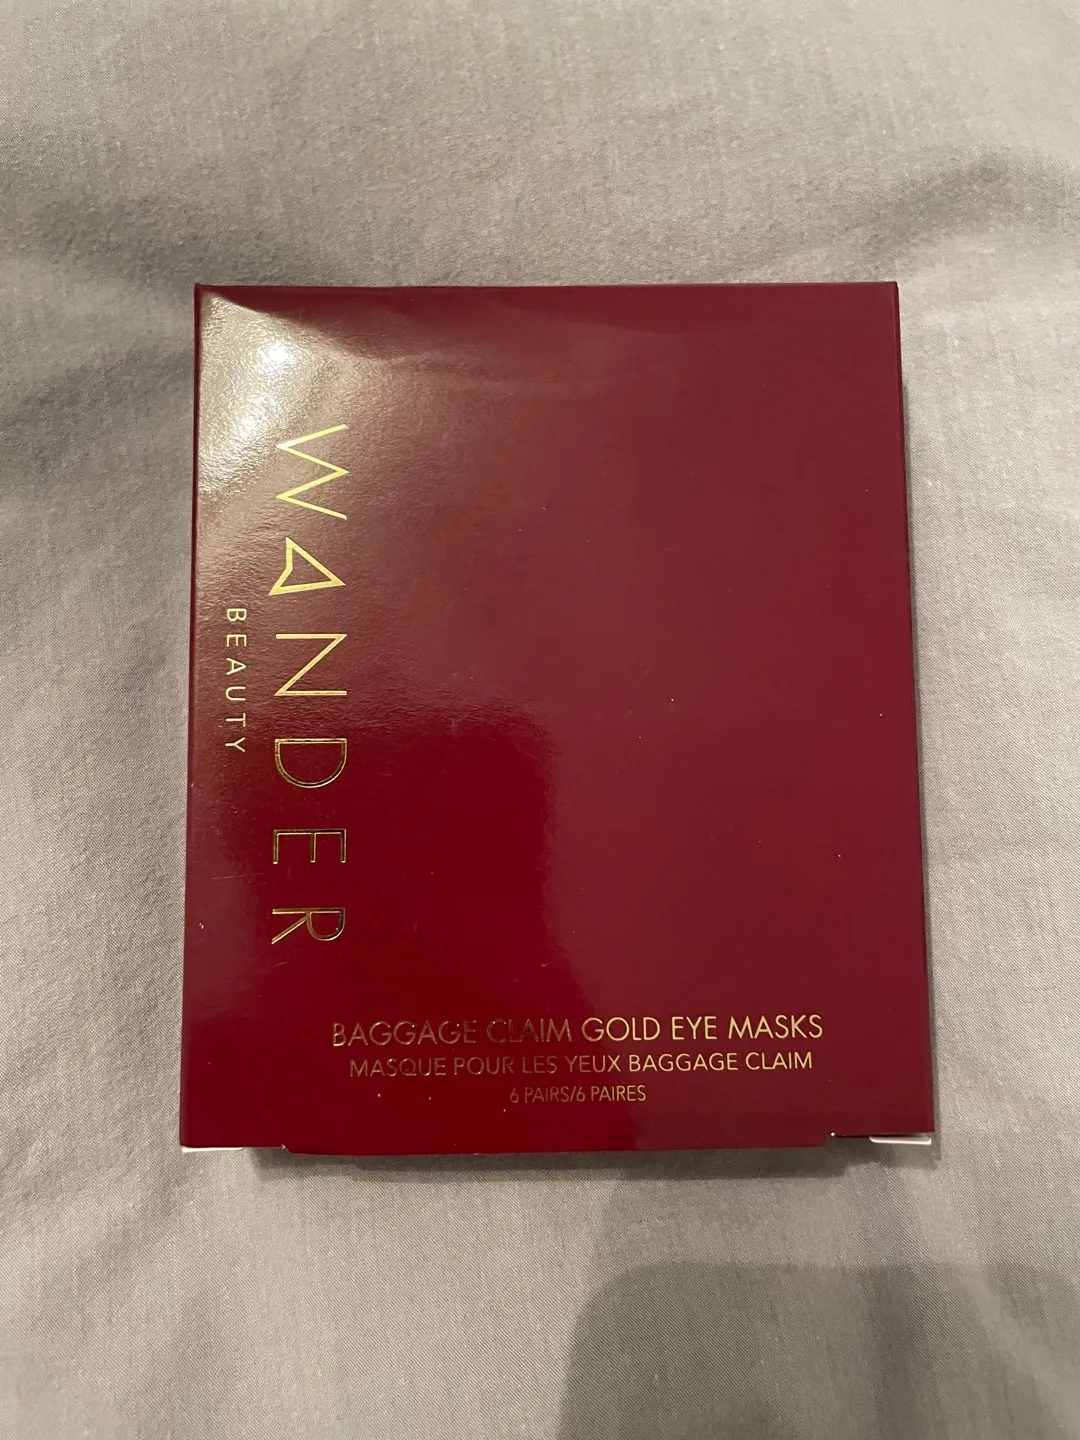 WANDER
BEAUTY
BAGGAGE CLAIM GOLD EYE MASKS
MASQUE POUR LES YEUX BAGGAGE CLAIM
6 PAIRS/6 PAIRES